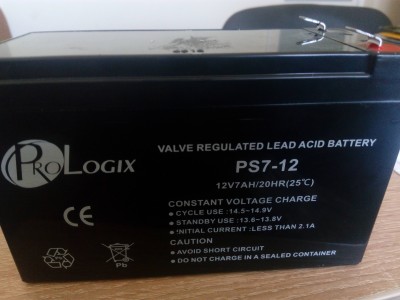 PROLOGIX
VALVE REGULATED LEAD ACID BATTERY
PS7-12
12V7AH/20HR(25℃)
CONSTANT VOLTAGE CHARGE
• CYCLE USE :14.5~14.9V
• STANDBY USE :13.6~13.8V
• *INITIAL CURRENT :LESS THAN 2.1A
CAUTION
• AVOID SHORT CIRCUIT
• DO NOT CHARGE IN A SEALED CONTAINER
CE
Pb